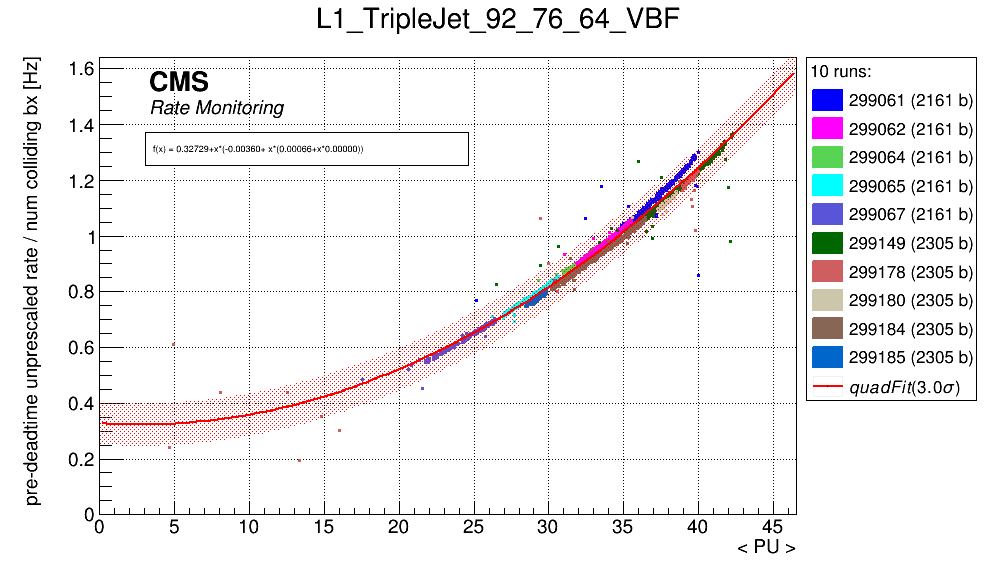 L1_TripleJet_92_76_64_VBF
pre-deadtime unprescaled rate / num colliding bx [Hz]
1.6
1.4
1.2
1
0.8
0.6
0.4
0.2
0
CMS
Rate Monitoring
f(x) = 0.32729+x*(-0.00360+ x*(0.00066+x*0.00000))
0 5 10 15 20 25 30 35 40 45
< PU >
10 runs:
299061 (2161 b)
299062 (2161 b)
299064 (2161 b)
299065 (2161 b)
299067 (2161 b)
299149 (2305 b)
299178 (2305 b)
299180 (2305 b)
299184 (2305 b)
299185 (2305 b)
quadFit(3.0σ)